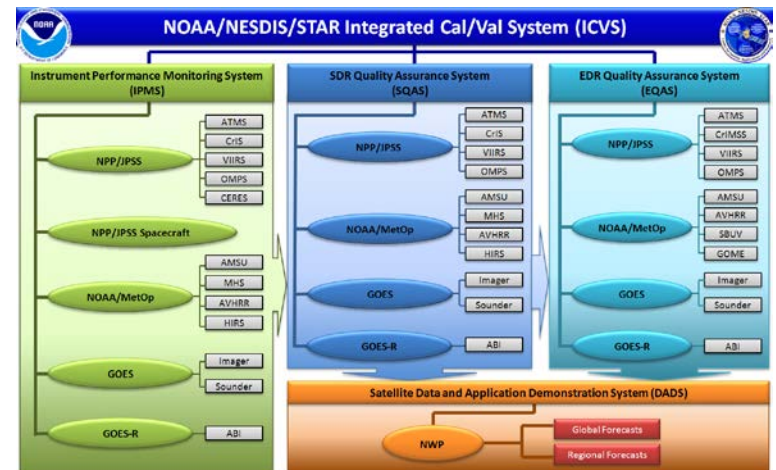 NOAA/NESDIS/STAR Integrated Cal/Val System (ICVS)
NOAA
Instrument Performance Monitoring System
(IPMS)
NPP/JPSS
ATMS
CrIS
VIIRS
OMPS
CERES
NPP/JPSS Spacecraft
NOAA/MetOp
AMSU
MHS
AVHRR
HIRS
GOES
Imager
Sounder
GOES-R
ABI
SDR Quality Assurance System
(SQAS)
NPP/JPSS
ATMS
CrIS
VIIRS
OMPS
NOAA/MetOp
AMSU
MHS
AVHRR
HIRS
GOES
Imager
Sounder
GOES-R
ABI
EDR Quality Assurance System
(EQAS)
NPP/JPSS
ATMS
CrIMSS
VIIRS
OMPS
NOAA/MetOp
AMSU
AVHRR
SBUV
GOME
GOES
Imager
Sounder
GOES-R
ABI
Satellite Data and Application Demonstration System (DADS)
NWP
Global Forecasts
Regional Forecasts